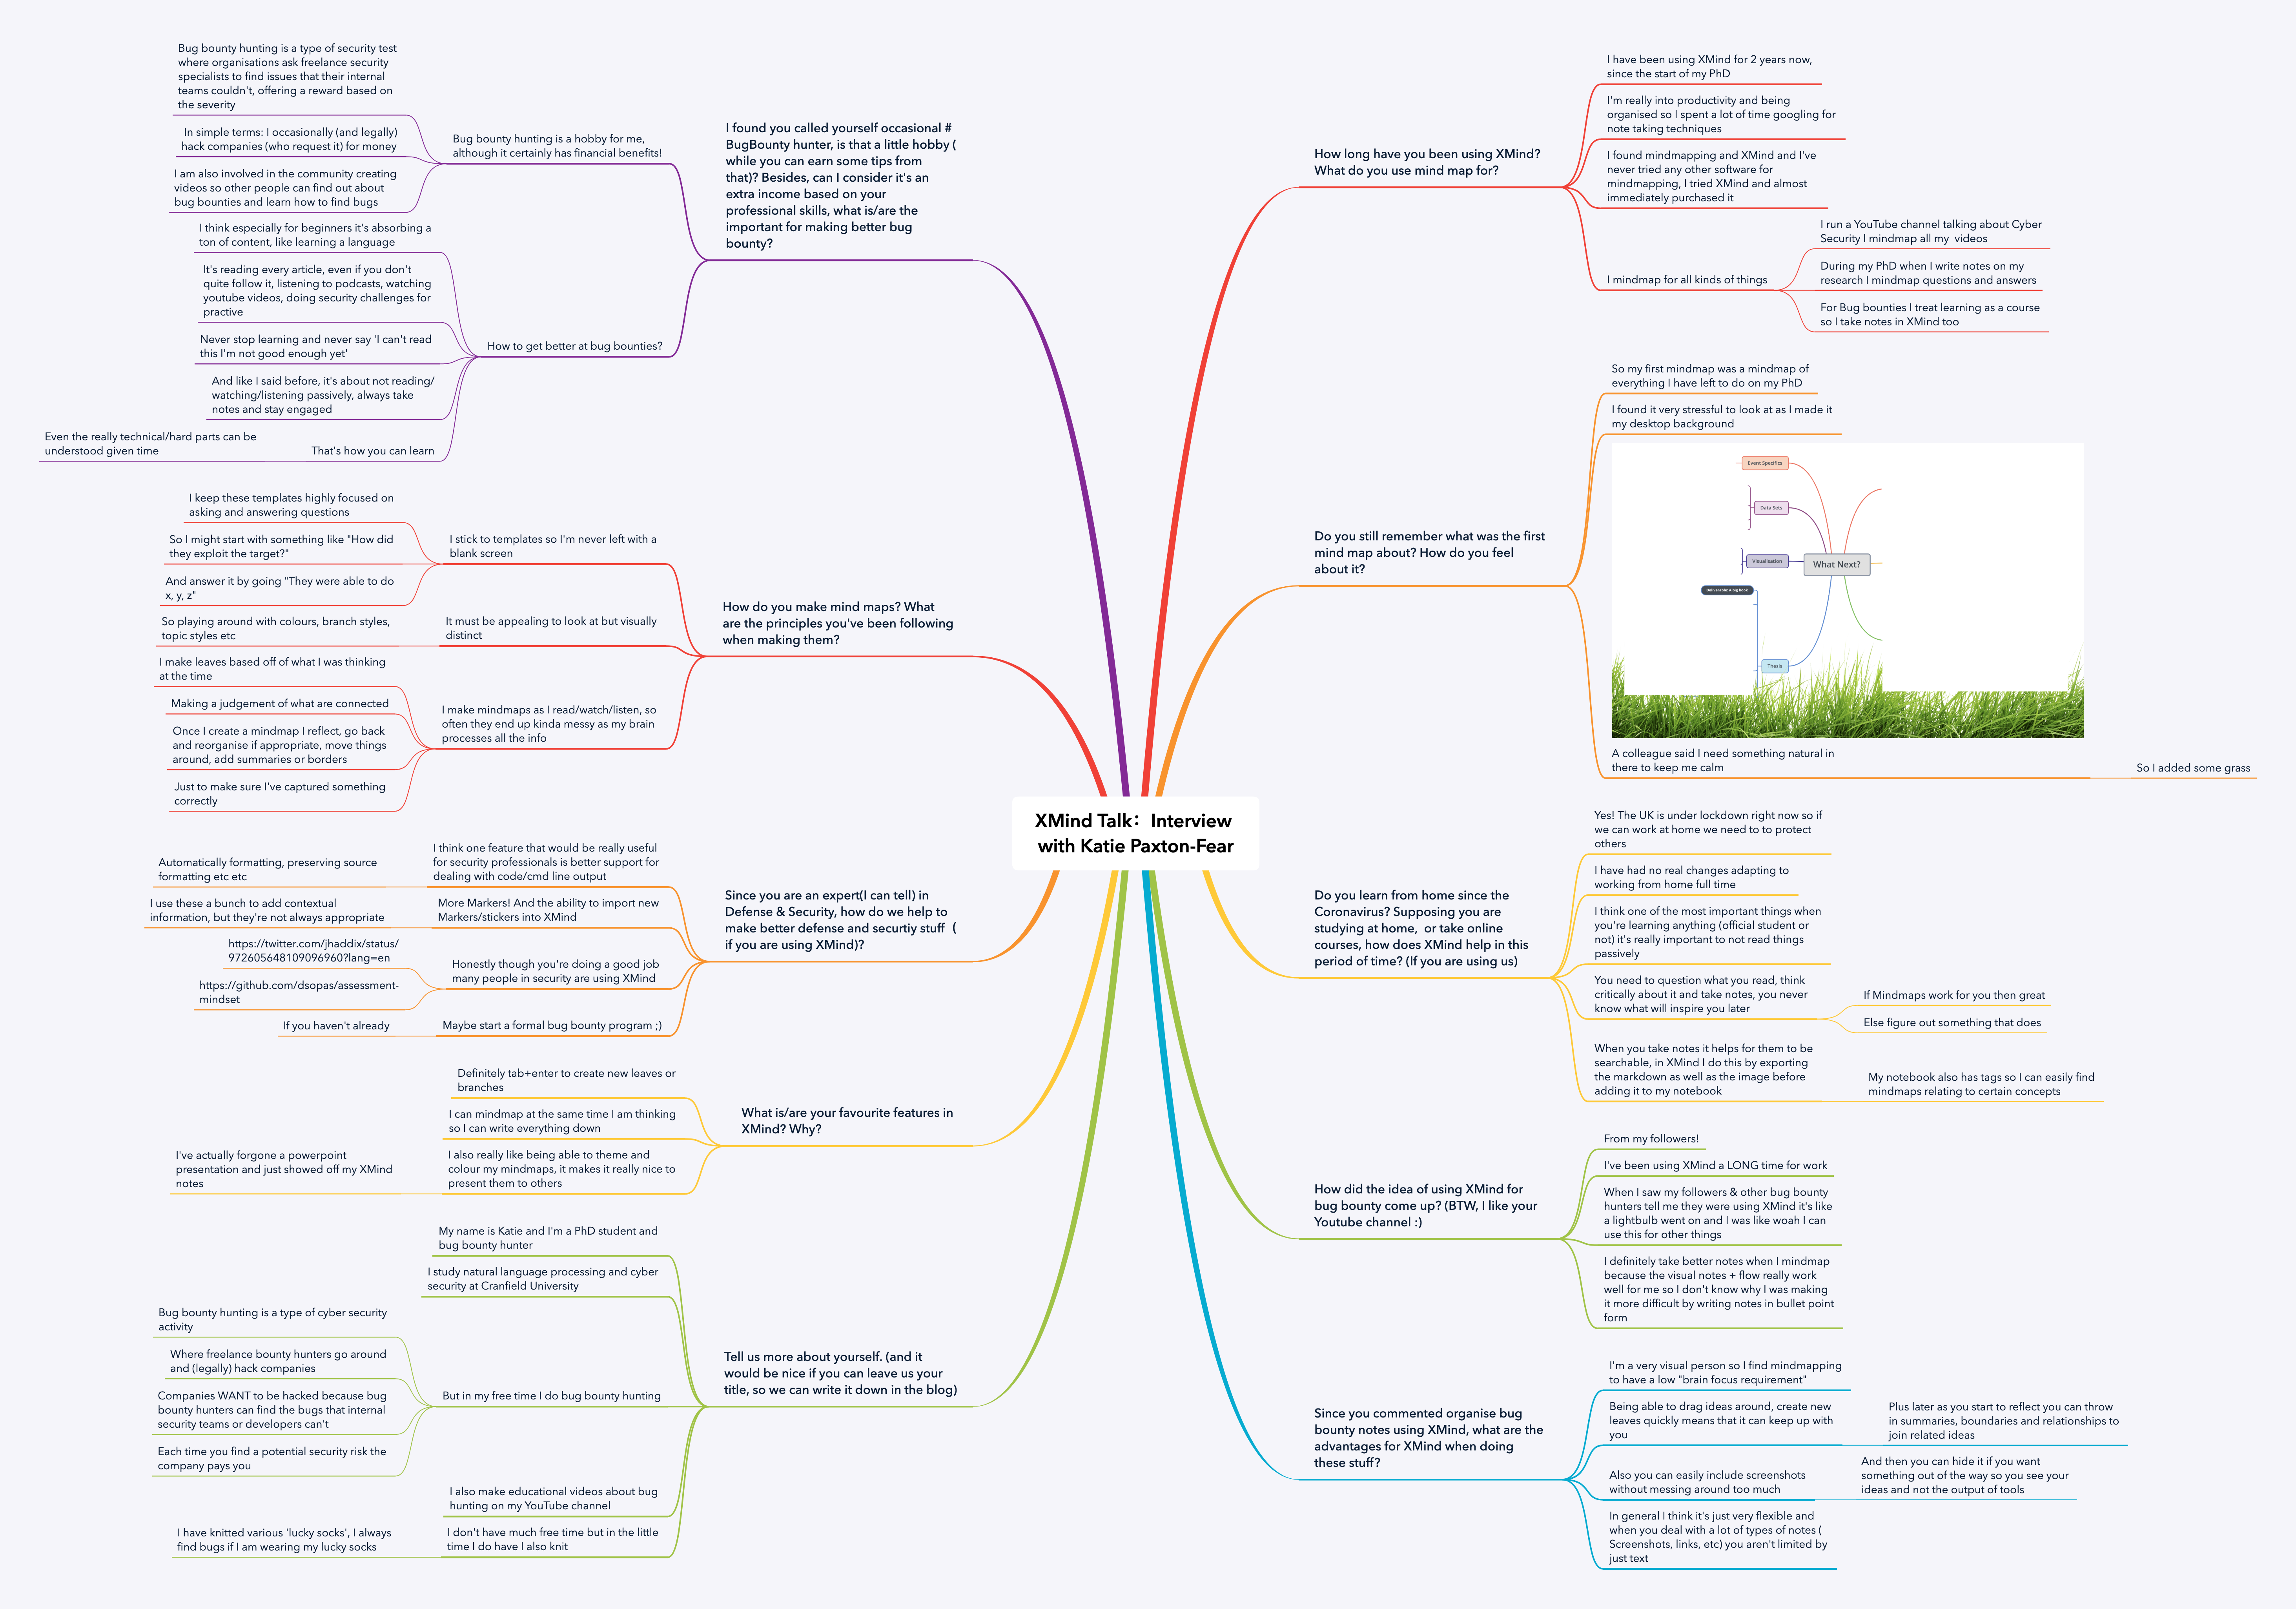 XMind Talk：Interview
with Katie Paxton-Fear
How long have you been using XMind?
What do you use mind map for?
I have been using XMind for 2 years now,
since the start of my PhD
I'm really into productivity and being
organised so I spent a lot of time googling for
note taking techniques
I found mindmapping and XMind and I've
never tried any other software for
mindmapping, I tried XMind and almost
immediately purchased it
I mindmap for all kinds of things
I run a YouTube channel talking about Cyber
Security I mindmap all my  videos
During my PhD when I write notes on my
research I mindmap questions and answers
For Bug bounties I treat learning as a course
so I take notes in XMind too
Do you still remember what was the first
mind map about? How do you feel
about it?
So my first mindmap was a mindmap of
everything I have left to do on my PhD
I found it very stressful to look at as I made it
my desktop background
Event Specifics
Data Sets
Visualisation
What Next?
Deliverable: A big book
Thesis
A colleague said I need something natural in
there to keep me calm
So I added some grass
Do you learn from home since the
Coronavirus? Supposing you are
studying at home,  or take online
courses, how does XMind help in this
period of time? (If you are using us)
Yes! The UK is under lockdown right now so if
we can work at home we need to to protect
others
I have had no real changes adapting to
working from home full time
I think one of the most important things when
you're learning anything (official student or
not) it's really important to not read things
passively
You need to question what you read, think
critically about it and take notes, you never
know what will inspire you later
If Mindmaps work for you then great
Else figure out something that does
When you take notes it helps for them to be
searchable, in XMind I do this by exporting
the markdown as well as the image before
adding it to my notebook
My notebook also has tags so I can easily find
mindmaps relating to certain concepts
How did the idea of using XMind for
bug bounty come up? (BTW, I like your
Youtube channel :)
From my followers!
I've been using XMind a LONG time for work
When I saw my followers & other bug bounty
hunters tell me they were using XMind it's like
a lightbulb went on and I was like woah I can
use this for other things
I definitely take better notes when I mindmap
because the visual notes + flow really work
well for me so I don't know why I was making
it more difficult by writing notes in bullet point
form
Since you commented organise bug
bounty notes using XMind, what are the
advantages for XMind when doing
these stuff?
I'm a very visual person so I find mindmapping
to have a low "brain focus requirement"
Being able to drag ideas around, create new
leaves quickly means that it can keep up with
you
Plus later as you start to reflect you can throw
in summaries, boundaries and relationships to
join related ideas
Also you can easily include screenshots
without messing around too much
And then you can hide it if you want
something out of the way so you see your
ideas and not the output of tools
In general I think it's just very flexible and
when you deal with a lot of types of notes (
Screenshots, links, etc) you aren't limited by
just text
I found you called yourself occasional #
BugBounty hunter, is that a little hobby (
while you can earn some tips from
that)? Besides, can I consider it's an
extra income based on your
professional skills, what is/are the
important for making better bug
bounty?
Bug bounty hunting is a hobby for me,
although it certainly has financial benefits!
Bug bounty hunting is a type of security test
where organisations ask freelance security
specialists to find issues that their internal
teams couldn't, offering a reward based on
the severity
In simple terms: I occasionally (and legally)
hack companies (who request it) for money
I am also involved in the community creating
videos so other people can find out about
bug bounties and learn how to find bugs
How to get better at bug bounties?
I think especially for beginners it's absorbing a
ton of content, like learning a language
It's reading every article, even if you don't
quite follow it, listening to podcasts, watching
youtube videos, doing security challenges for
practive
Never stop learning and never say 'I can't read
this I'm not good enough yet'
And like I said before, it's about not reading/
watching/listening passively, always take
notes and stay engaged
That's how you can learn
Even the really technical/hard parts can be
understood given time
How do you make mind maps? What
are the principles you've been following
when making them?
I stick to templates so I'm never left with a
blank screen
I keep these templates highly focused on
asking and answering questions
So I might start with something like "How did
they exploit the target?"
And answer it by going "They were able to do
x, y, z"
It must be appealing to look at but visually
distinct
So playing around with colours, branch styles,
topic styles etc
I make mindmaps as I read/watch/listen, so
often they end up kinda messy as my brain
processes all the info
I make leaves based off of what I was thinking
at the time
Making a judgement of what are connected
Once I create a mindmap I reflect, go back
and reorganise if appropriate, move things
around, add summaries or borders
Just to make sure I've captured something
correctly
Since you are an expert(I can tell) in
Defense & Security, how do we help to
make better defense and securtiy stuff  (
if you are using XMind)?
I think one feature that would be really useful
for security professionals is better support for
dealing with code/cmd line output
Automatically formatting, preserving source
formatting etc etc
More Markers! And the ability to import new
Markers/stickers into XMind
I use these a bunch to add contextual
information, but they're not always appropriate
Honestly though you're doing a good job
many people in security are using XMind
https://twitter.com/jhaddix/status/
972605648109096960?lang=en
https://github.com/dsopas/assessment-
mindset
Maybe start a formal bug bounty program ;)
If you haven't already
What is/are your favourite features in
XMind? Why?
Definitely tab+enter to create new leaves or
branches
I can mindmap at the same time I am thinking
so I can write everything down
I also really like being able to theme and
colour my mindmaps, it makes it really nice to
present them to others
I've actually forgone a powerpoint
presentation and just showed off my XMind
notes
Tell us more about yourself. (and it
would be nice if you can leave us your
title, so we can write it down in the blog)
My name is Katie and I'm a PhD student and
bug bounty hunter
I study natural language processing and cyber
security at Cranfield University
But in my free time I do bug bounty hunting
Bug bounty hunting is a type of cyber security
activity
Where freelance bounty hunters go around
and (legally) hack companies
Companies WANT to be hacked because bug
bounty hunters can find the bugs that internal
security teams or developers can't
Each time you find a potential security risk the
company pays you
I also make educational videos about bug
hunting on my YouTube channel
I don't have much free time but in the little
time I do have I also knit
I have knitted various 'lucky socks', I always
find bugs if I am wearing my lucky socks